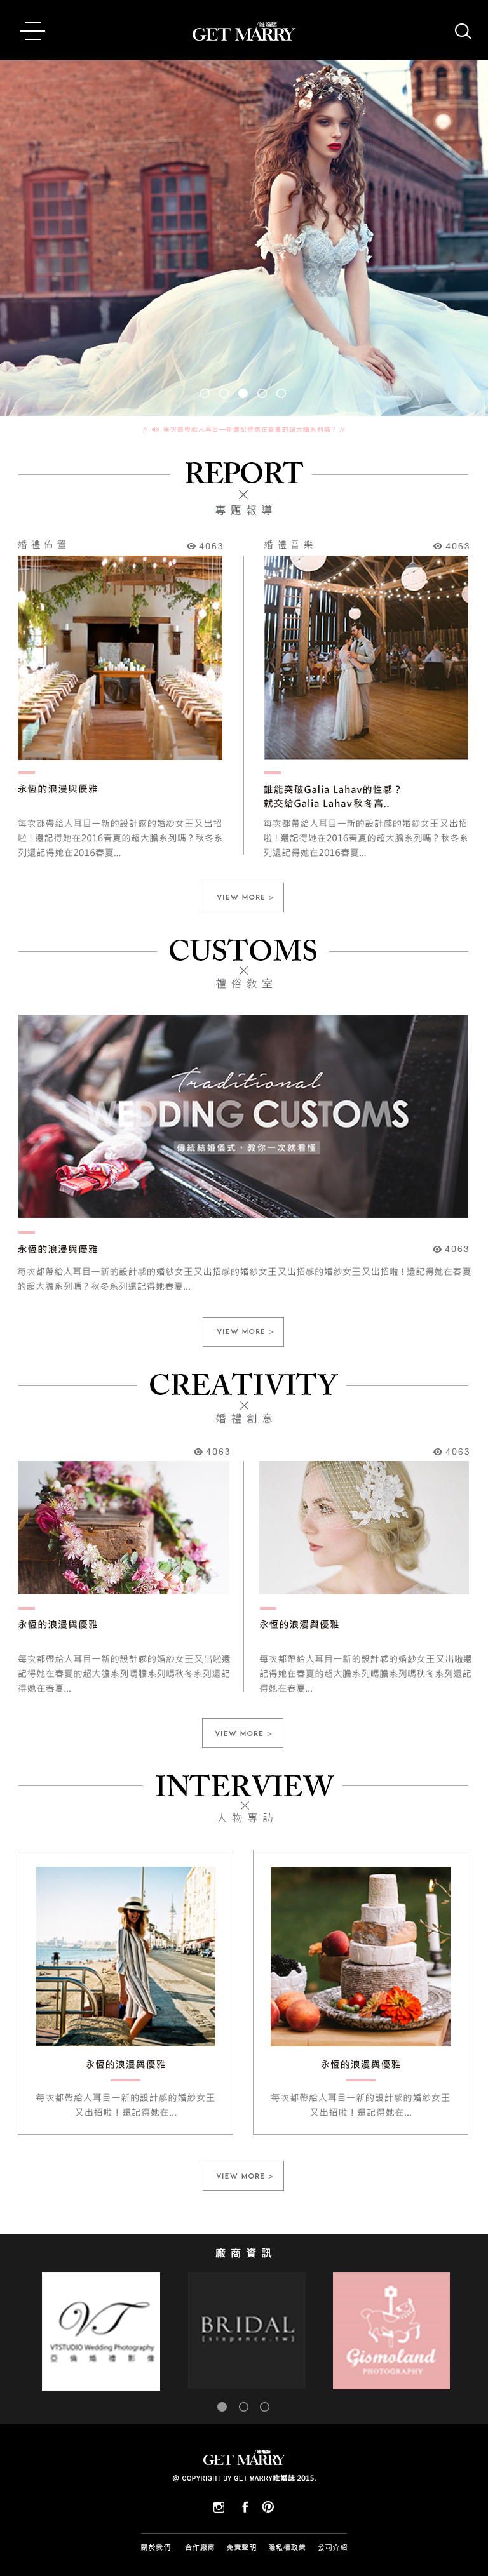 GET MARRY
// 每次都帶給人耳目一新還記得她在春夏的超大膽系列嗎？ //
REPORT
專題報導
婚禮佈置
4063
婚禮音樂
4063
永恆的浪漫與優雅
每次都帶給人耳目一新的設計感的婚紗女王又出招
啦！還記得她在2016春夏的超大膽系列嗎？秋冬系
列還記得她在2016春夏...
誰能突破Galia Lahav的性感？
就交給Galia Lahav秋冬高..
每次都帶給人耳目一新的設計感的婚紗女王又出招
啦！還記得她在2016春夏的超大膽系列嗎？秋冬系
列還記得她在2016春夏...
VIEW MORE >
CUSTOMS
禮俗教室
Traditional
WEDDING CUSTOMS
傳統結婚儀式・教你一次就看懂
永恆的浪漫與優雅
4063
每次都帶給人耳目一新的設計感的婚紗女王又出招感的婚紗女王又出招感的婚紗女王又出招啦！還記得她在春夏
的超大膽系列嗎？秋冬系列還記得她春夏...
VIEW MORE >
CREATIVITY
婚禮創意
4063
4063
永恆的浪漫與優雅
每次都帶給人耳目一新的設計感的婚紗女王又出啦還
記得她在春夏的超大膽系列嗎膽系列嗎秋冬系列還記
得她在春夏...
永恆的浪漫與優雅
每次都帶給人耳目一新的設計感的婚紗女王又出啦還
記得她在春夏的超大膽系列嗎膽系列嗎秋冬系列還記
得她在春夏...
VIEW MORE >
INTERVIEW
人物專訪
永恆的浪漫與優雅
每次都帶給人耳目一新的設計感的婚紗女王
又出招啦！還記得她在...
永恆的浪漫與優雅
每次都帶給人耳目一新的設計感的婚紗女王
又出招啦！還記得她在...
VIEW MORE >
廠商資訊
VT
VTSTUDIO Wedding Photography
亞倫婚禮影像
BRIDAL
[sixpence.tw]
Gismoland
PHOTOGRAPHY
GET MARRY
@ COPYRIGHT BY GET MARRY瞼婚誌 2015.
關於我們 合作廠商 免責聲明 隱私權政策 公司介紹